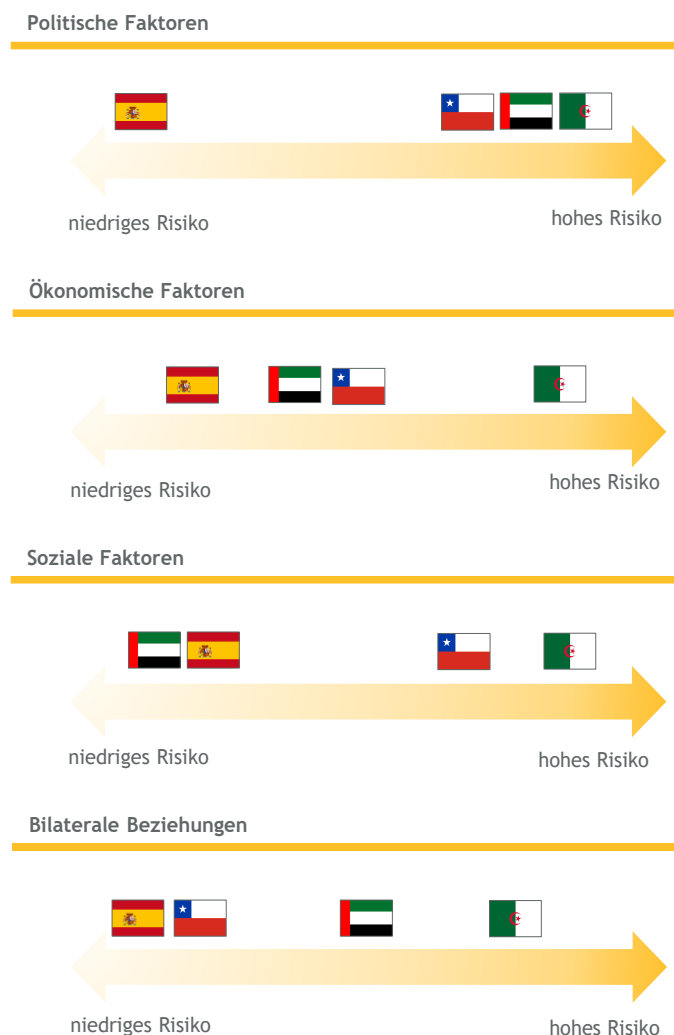 Politische Faktoren
niedriges Risiko
hohes Risiko
Ökonomische Faktoren
niedriges Risiko
hohes Risiko
Soziale Faktoren
niedriges Risiko
hohes Risiko
Bilaterale Beziehungen
niedriges Risiko
hohes Risiko